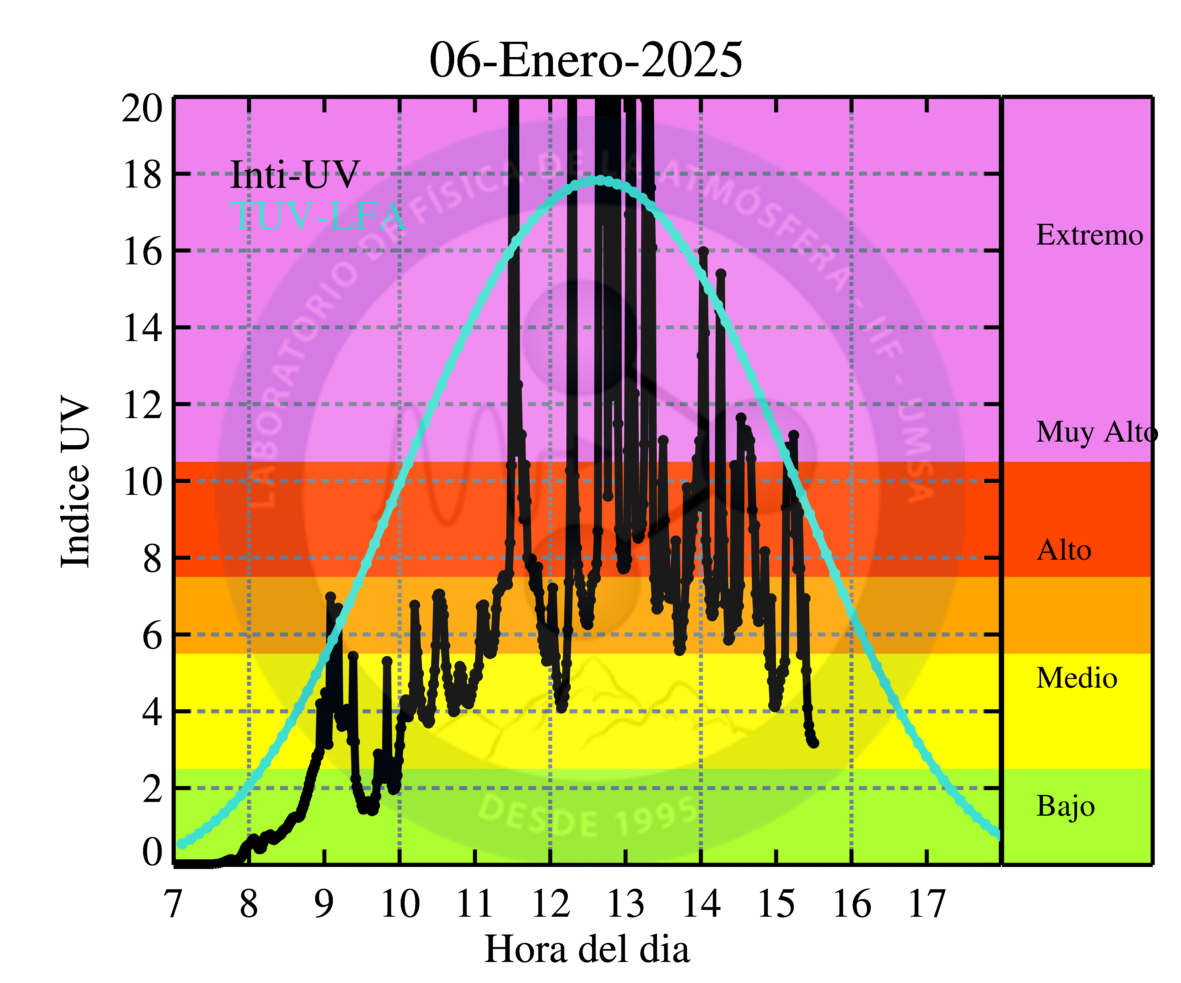 06-Enero-2025
20
18
16
14
12
10
8
6
4
2
0
Indice UV
Inti-UV
TUV-LFA
LABORATORIO DE FÍSICA DE LA ATMÓSFERA - IIF - UMSA
DESDE 1995
Extremo
Muy Alto
Alto
Medio
Bajo
7 8 9 10 11 12 13 14 15 16 17
Hora del dia